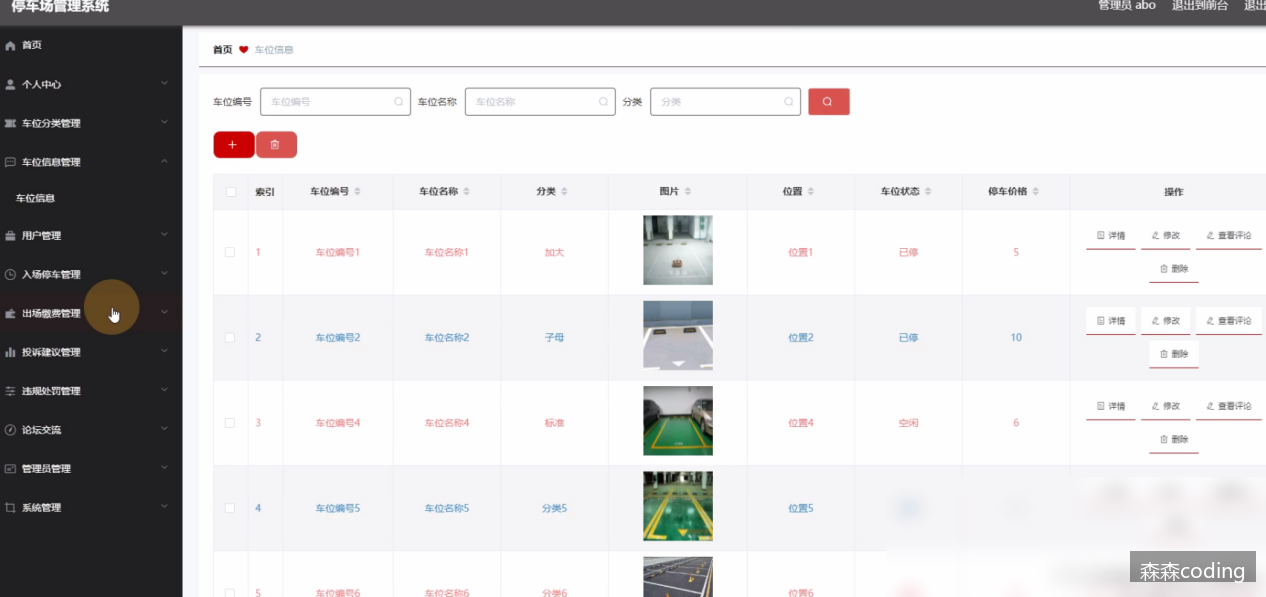 停车场管理系统
管理员 abo 退出到前台 退出
首页
个人中心
车位分类管理
车位信息管理
车位信息
用户管理
入场停车管理
出场缴费管理
投诉建议管理
违规处罚管理
论坛交流
管理员管理
系统管理
首页 车位信息
车位编号 车位编号 车位名称 车位名称 分类 分类
索引 车位编号 车位名称 分类 图片 位置 车位状态 停车价格 操作
1 车位编号1 车位名称1 加大 位置1 已停 5 详情 修改 查看评论
删除
2 车位编号2 车位名称2 子母 位置2 已停 10 详情 修改 查看评论
删除
3 车位编号4 车位名称4 标准 位置4 空闲 6 详情 修改 查看评论
删除
4 车位编号5 车位名称5 分类5 位置5
5 车位编号6 车位名称6 分类6 位置6
森森coding